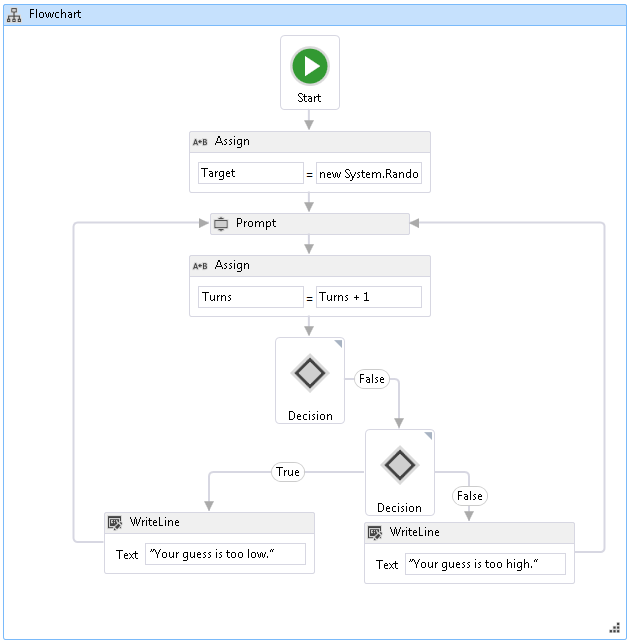 Flowchart
Start
A+B Assign
Target = new System.Rando
Prompt
A+B Assign
Turns = Turns + 1
False
Decision
True
Decision
False
WriteLine
Text "Your guess is too low."
WriteLine
Text "Your guess is too high."